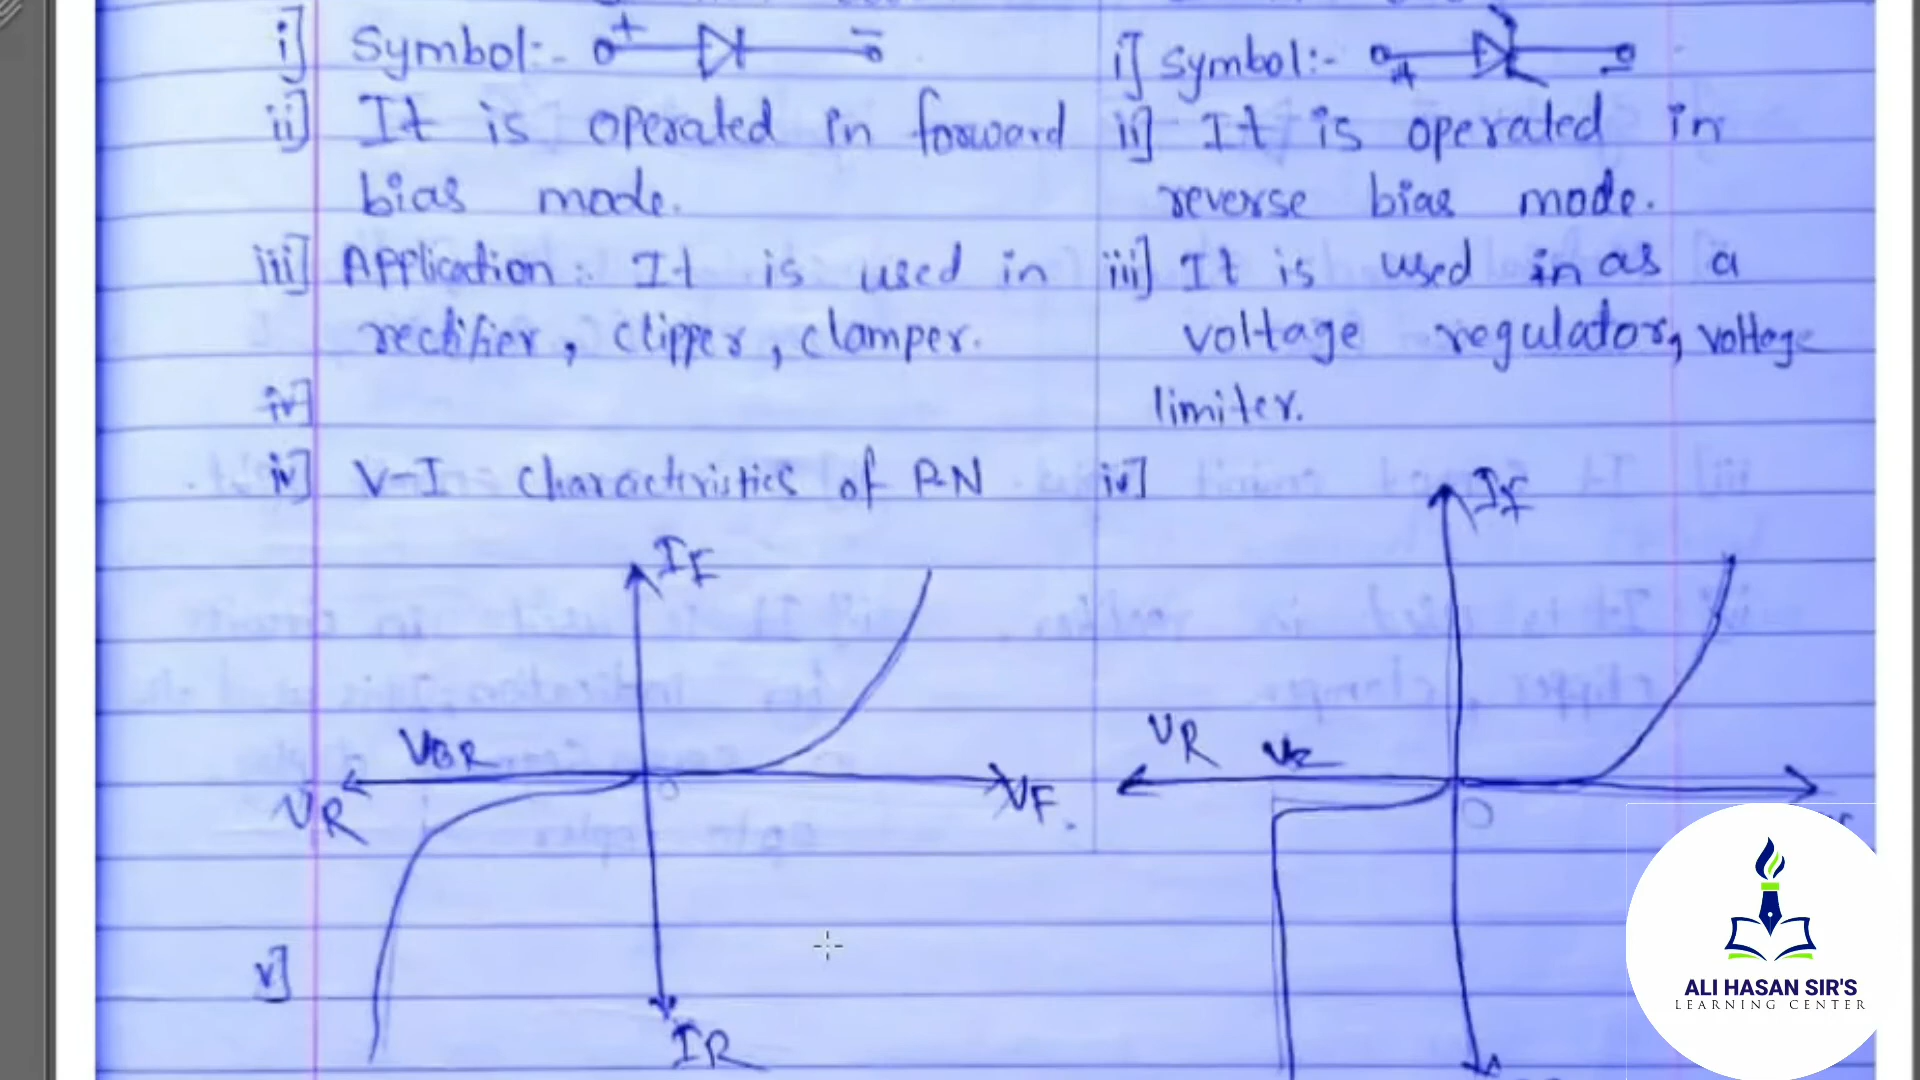 i] Symbol:- + -
ii] It is operated in forward
bias mode.
iii] Application: It is used in
rectifier, clipper, clamper.
iv]
iv] V-I Characteristics of P-N
IF
VBR
VR
VF.
v]
IR
i] Symbol:- + -
ii] It is operated in
reverse bias mode.
iii] It is used in as a
voltage regulator, voltage
limiter.
iv]
IF
VR VZ
O
ALI HASAN SIR'S
LEARNING CENTER